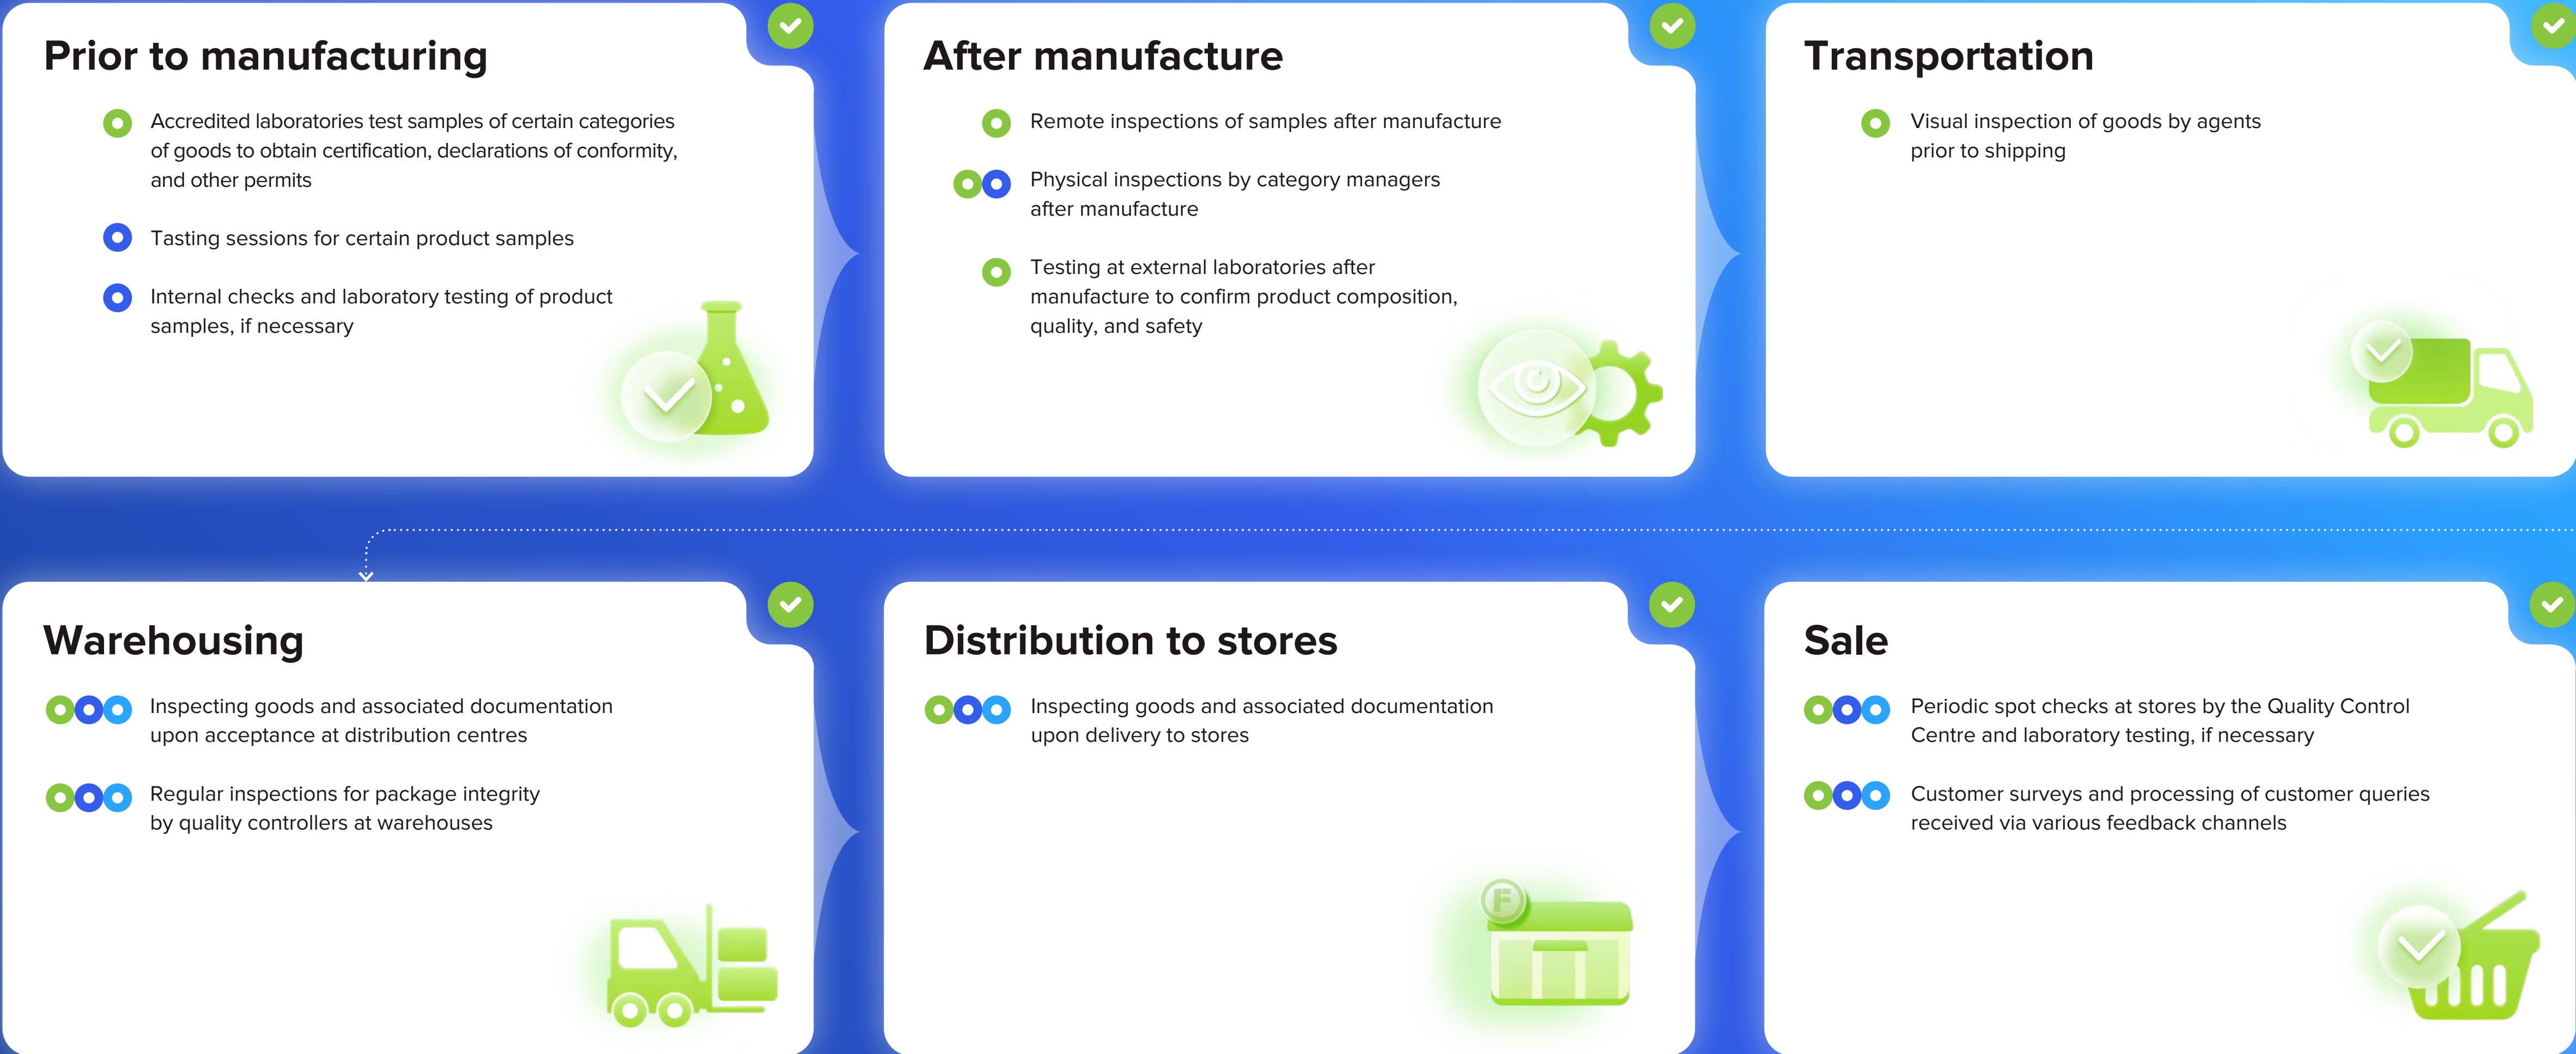 Prior to manufacturing
Accredited laboratories test samples of certain categories
of goods to obtain certification, declarations of conformity,
and other permits
Tasting sessions for certain product samples
Internal checks and laboratory testing of product
samples, if necessary
After manufacture
Remote inspections of samples after manufacture
Physical inspections by category managers
after manufacture
Testing at external laboratories after
manufacture to confirm product composition,
quality, and safety
Transportation
Visual inspection of goods by agents
prior to shipping
Warehousing
Inspecting goods and associated documentation
upon acceptance at distribution centres
Regular inspections for package integrity
by quality controllers at warehouses
Distribution to stores
Inspecting goods and associated documentation
upon delivery to stores
F
Sale
Periodic spot checks at stores by the Quality Control
Centre and laboratory testing, if necessary
Customer surveys and processing of customer queries
received via various feedback channels